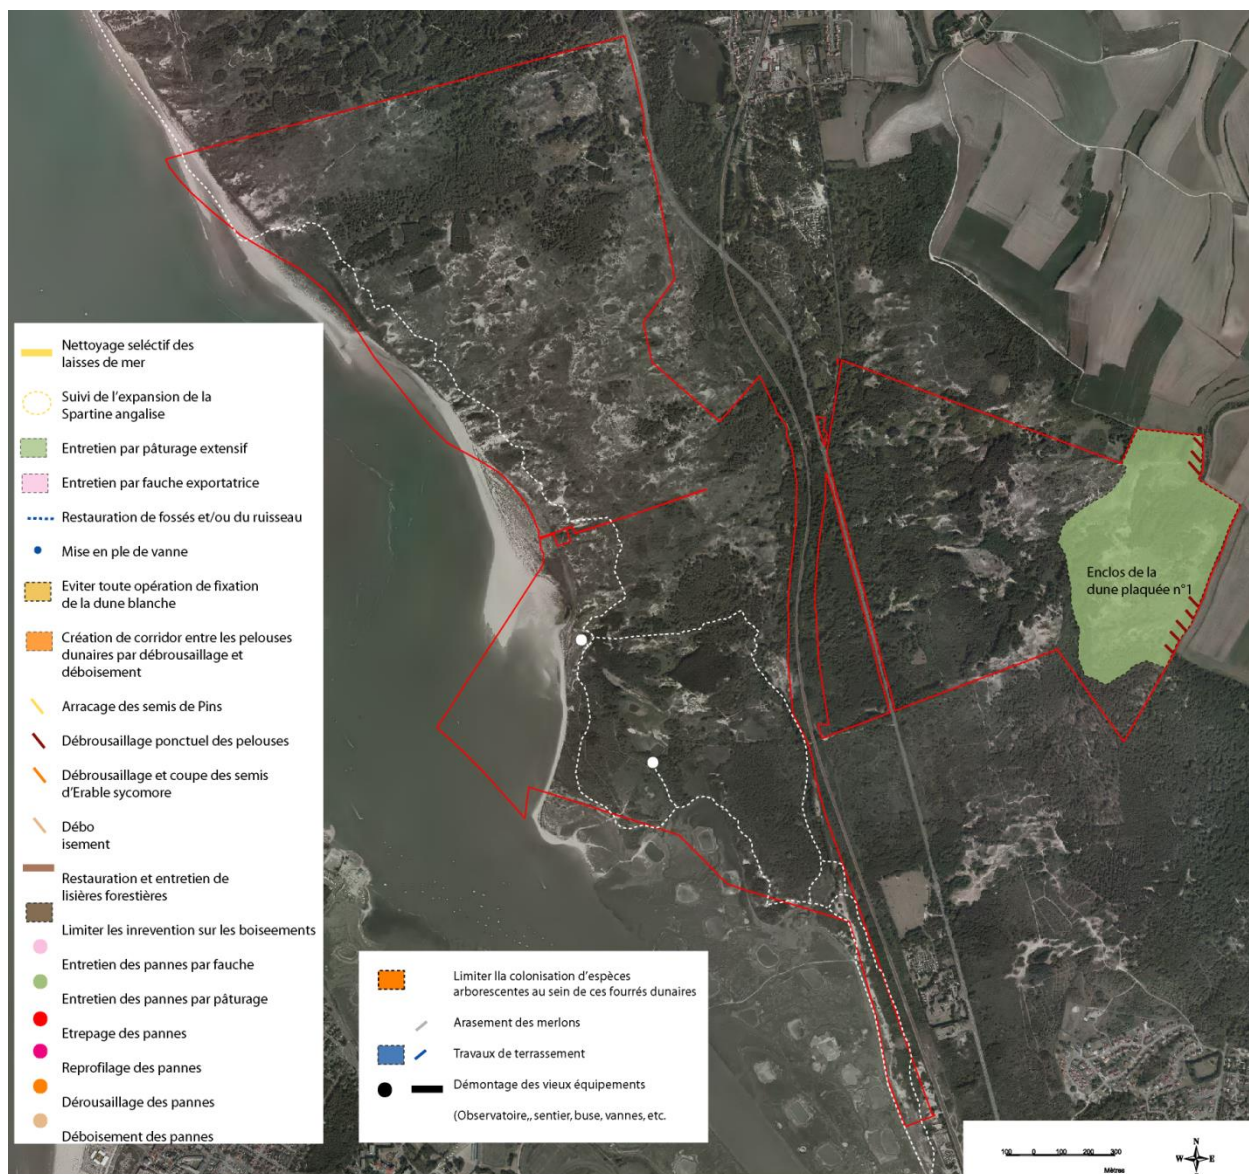 Nettoyage seléctif des
laisses de mer
Suivi de l'expansion de la
Spartine angalise
Entretien par pâturage extensif
Entretien par fauche exportatrice
Restauration de fossés et/ou du ruisseau
Mise en ple de vanne
Eviter toute opération de fixation
de la dune blanche
Création de corridor entre les pelouses
dunaires par débrousaillage et
déboisement
Arracage des semis de Pins
Débrousaillage ponctuel des pelouses
Débrousaillage et coupe des semis
d'Erable sycomore
Débo
isement
Restauration et entretien de
lisières forestières
Limiter les inrevention sur les boiseements
Entretien des pannes par fauche
Entretien des pannes par pâturage
Etrepage des pannes
Reprofilage des pannes
Dérousaillage des pannes
Déboisement des pannes
Limiter lla colonisation d'espèces
arborescentes au sein de ces fourrés dunaires
Arasement des merlons
Travaux de terrassement
Démontage des vieux équipements
(Observatoire,, sentier, buse, vannes, etc.
Enclos de la
dune plaquée n°1
100 0 100 200 300
Mètres
N
W E
S